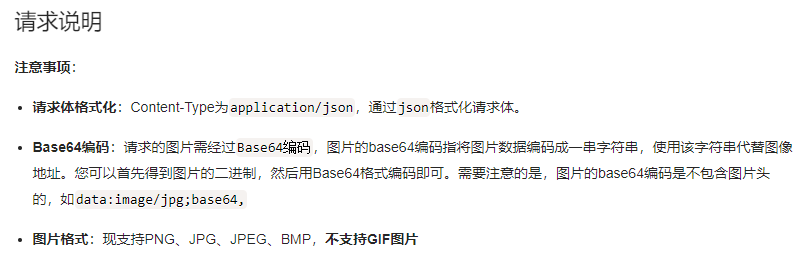 请求说明
注意事项：
请求体格式化：Content-Type为application/json，通过json格式化请求体。
Base64编码：请求的图片需经过Base64编码，图片的base64编码指将图片数据编码成一串字符串，使用该字符串代替图像
地址。您可以首先得到图片的二进制，然后用Base64格式编码即可。需要注意的是，图片的base64编码是不包含图片头
的，如data:image/jpg;base64,
图片格式：现支持PNG、JPG、JPEG、BMP，不支持GIF图片